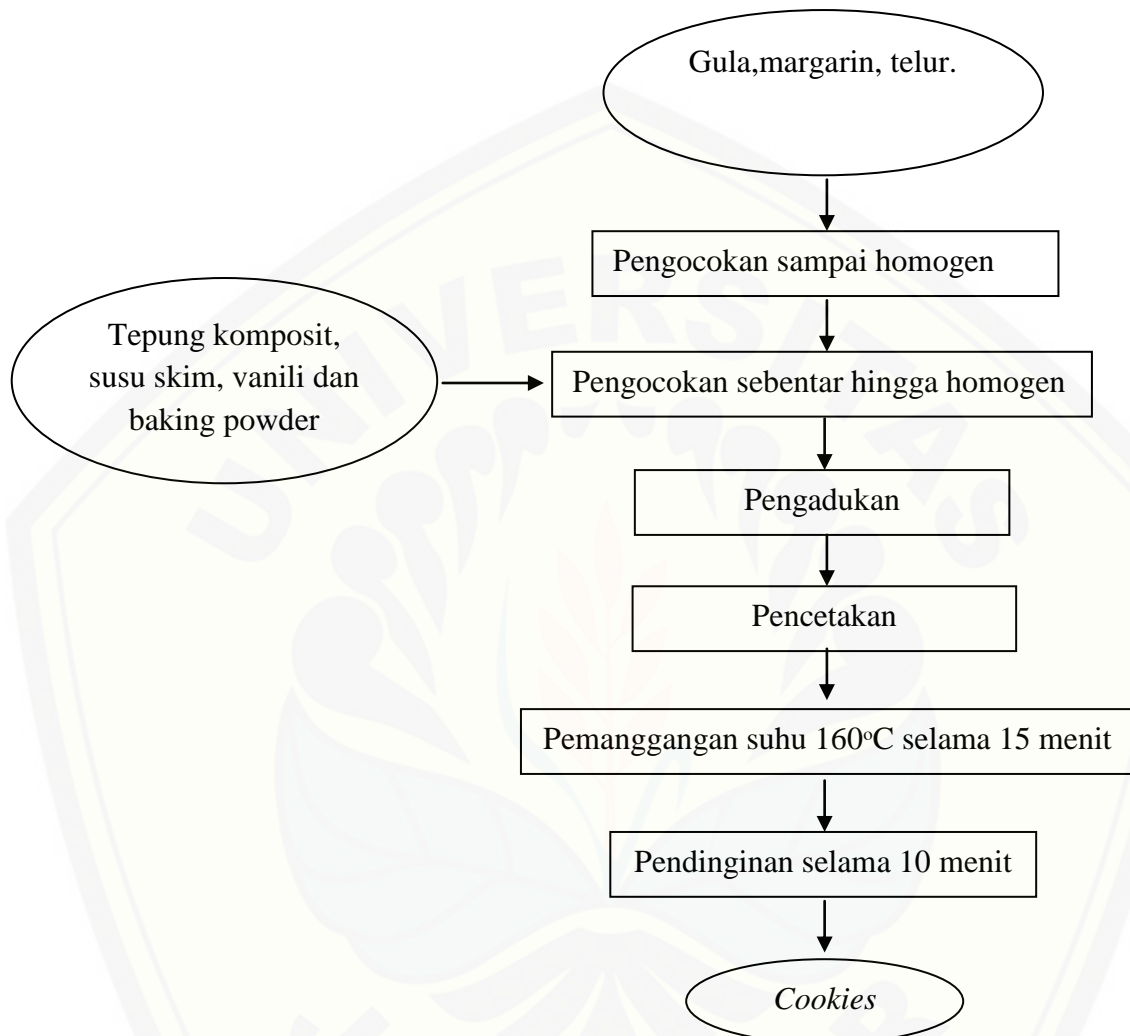 Gula,margarin, telur.
Pengocokan sampai homogen
Tepung komposit,
susu skim, vanili dan
baking powder
Pengocokan sebentar hingga homogen
Pengadukan
Pencetakan
Pemanggangan suhu 160°C selama 15 menit
Pendinginan selama 10 menit
Cookies
UNIVERSITAS